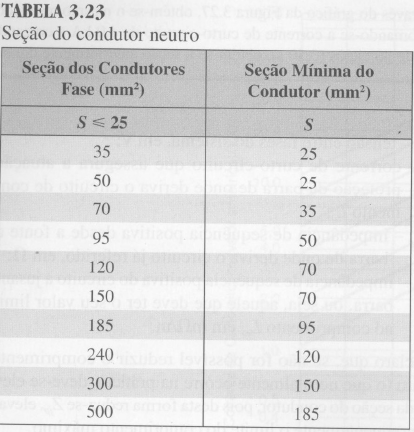 TABELA 3.23
Seção do condutor neutro
Seção dos Condutores Fase (mm²) Seção Mínima do Condutor (mm²)
S ⩽ 25 S
35 25
50 25
70 35
95 50
120 70
150 70
185 95
240 120
300 150
500 185